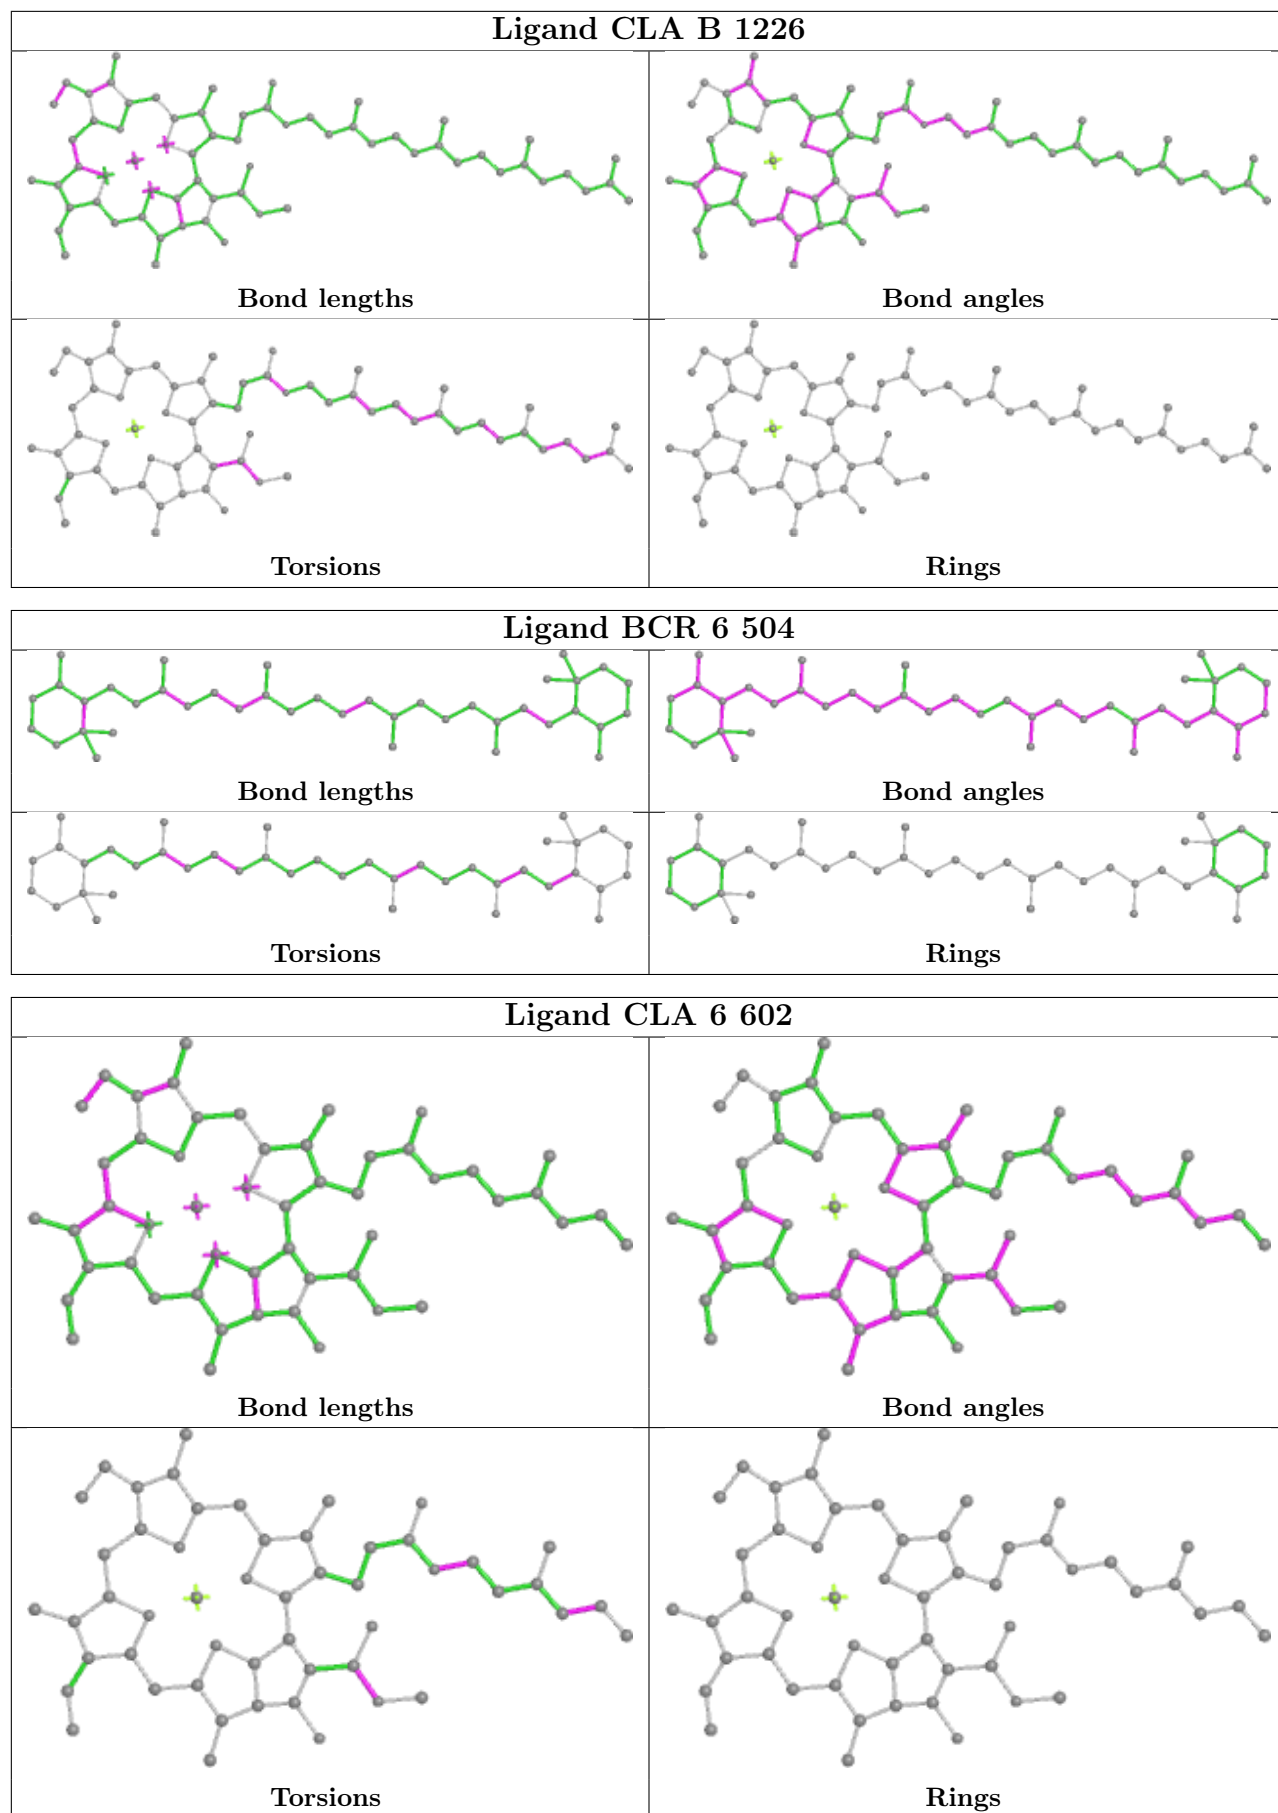 Ligand CLA B 1226
Bond lengths
Bond angles
Torsions
Rings
Ligand BCR 6 504
Bond lengths
Bond angles
Torsions
Rings
Ligand CLA 6 602
Bond lengths
Bond angles
Torsions
Rings